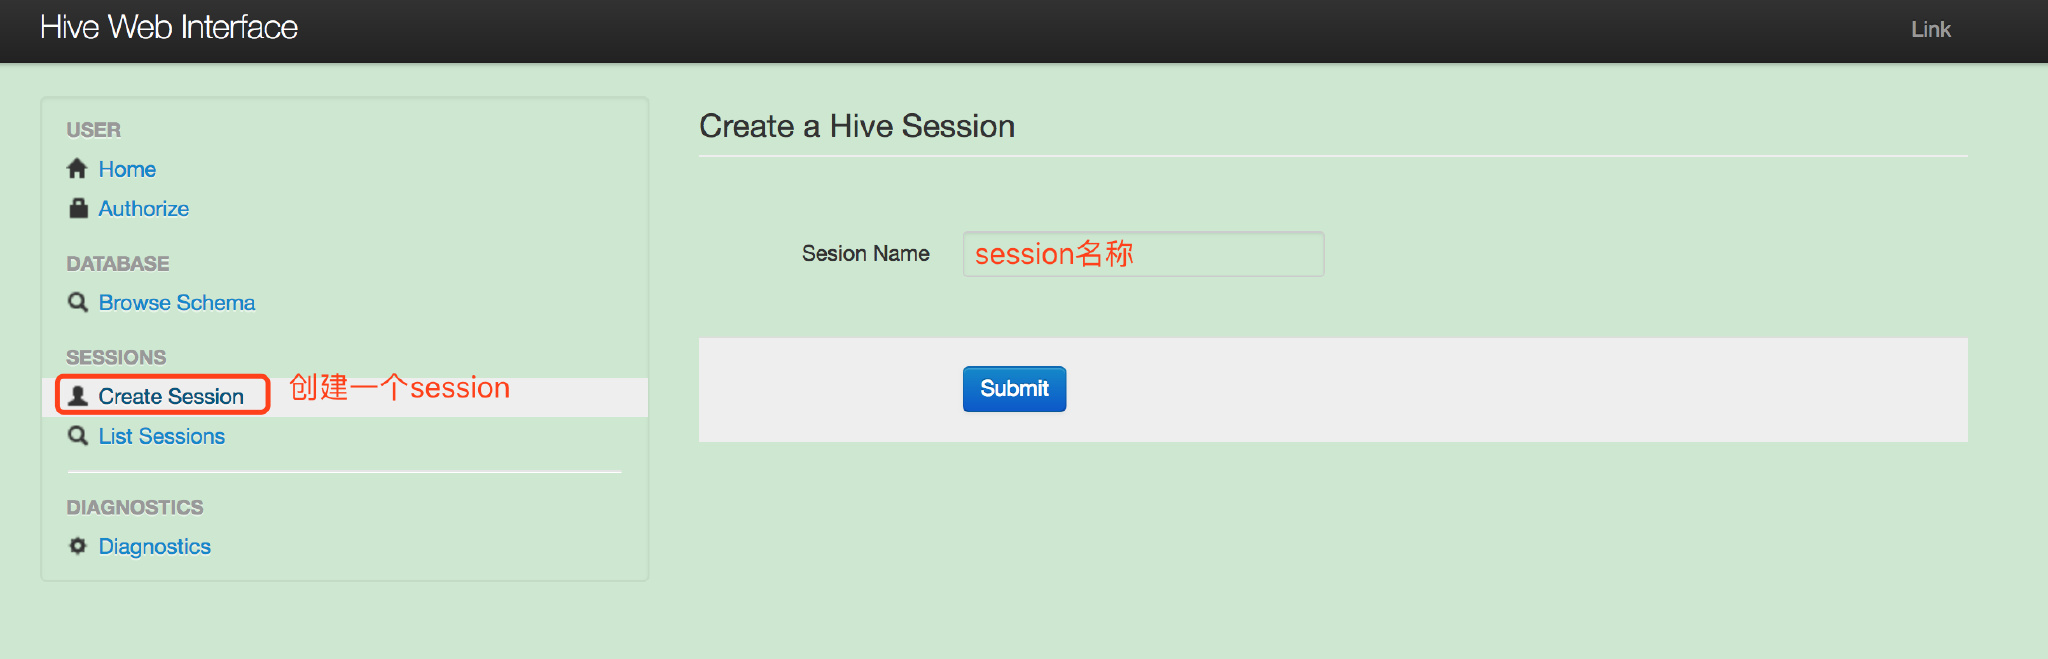 Hive Web Interface
Link
USER
Home
Authorize
DATABASE
Browse Schema
SESSIONS
Create Session
创建一个session
List Sessions
DIAGNOSTICS
Diagnostics
Create a Hive Session
Sesion Name
session名称
Submit